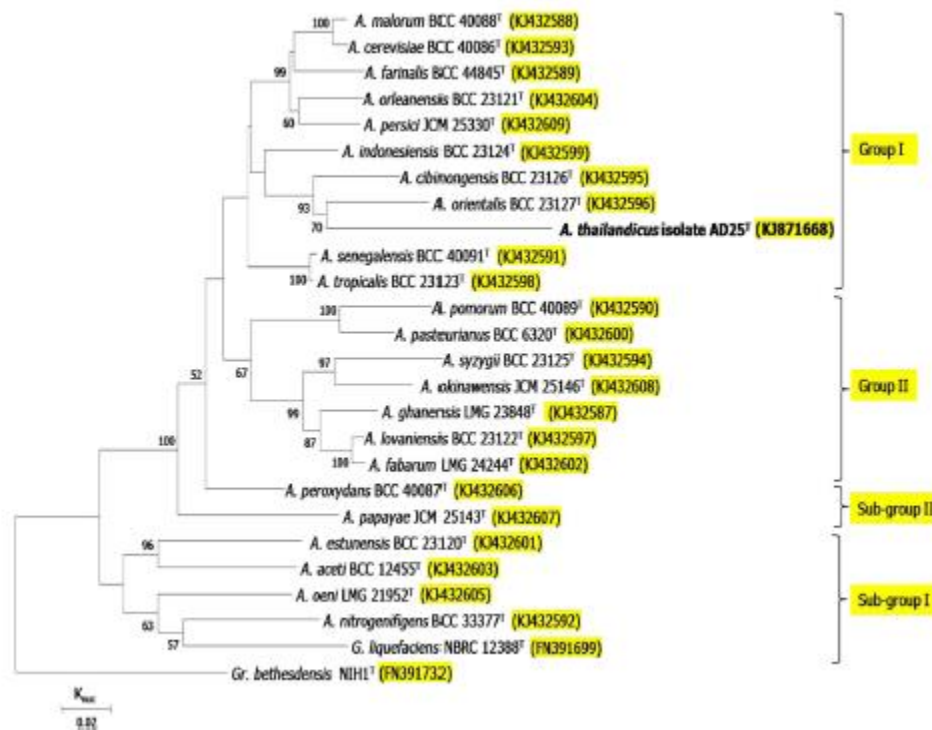 100
A. malorum BCC 40088T (KJ432588)
A. cerevisiae BCC 40086T (KJ432593)
99
A. farinalis BCC 44845T (KJ432589)
A. orleanensiis BCC 23121T (KJ432604)
60
A. persici JCM 25330T (KJ432609)
A. indonesiensis BCC 23124T (KJ432599)
Group I
A. cibinongensis BCC 23126T (KJ432595)
93
A. orientalis BCC 23127T (KJ432596)
70
A. thailandicus isolate AD25T (KJ871668)
A. senegalensis BCC 40091T (KJ432591)
100
A. tropicalis BCC 23123T (KJ432598)
100
A. pomorum BCC 40089T (KJ432590)
A. pasteurianus BCC 6320T (KJ432600)
67
97
A. syzygii BCC 23125T (KJ432594)
52
A. okinawensis JCM 25146T (KJ432608)
Group II
99
A. ghanensis LMG 23848T (KJ432587)
87
A. lovaniensis BCC 23122T (KJ432597)
100
100
A. fabarum LMG 24244T (KJ432602)
A. peroxydans BCC 40087T (KJ432606)
Sub-group II
A. papayae JCM 25143T (KJ432607)
96
A. estunensis BCC 23120T (KJ432601)
A. aceti BCC 12455T (KJ432603)
A. oeni LMG 21952T (KJ432605)
Sub-group I
63
A. nitrogenifigens BCC 33377T (KJ432592)
57
G. liquefaciens NBRC 12388T (FN391699)
Gr. bethesdensis NIH1T (FN391732)
0.02